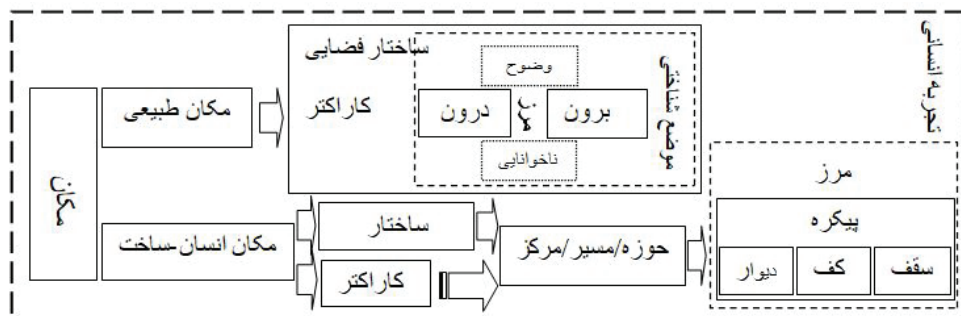 تجربه انسانی
مکان
مکان طبیعی
ساختار فضایی
کاراکتر
موضع شناختی
وضوح
درون
مرز
برون
ناخوانایی
مکان انسان-ساخت
ساختار
کاراکتر
حوزه/مسیر/مرکز
مرز
پیکره
سقف
کف
دیوار